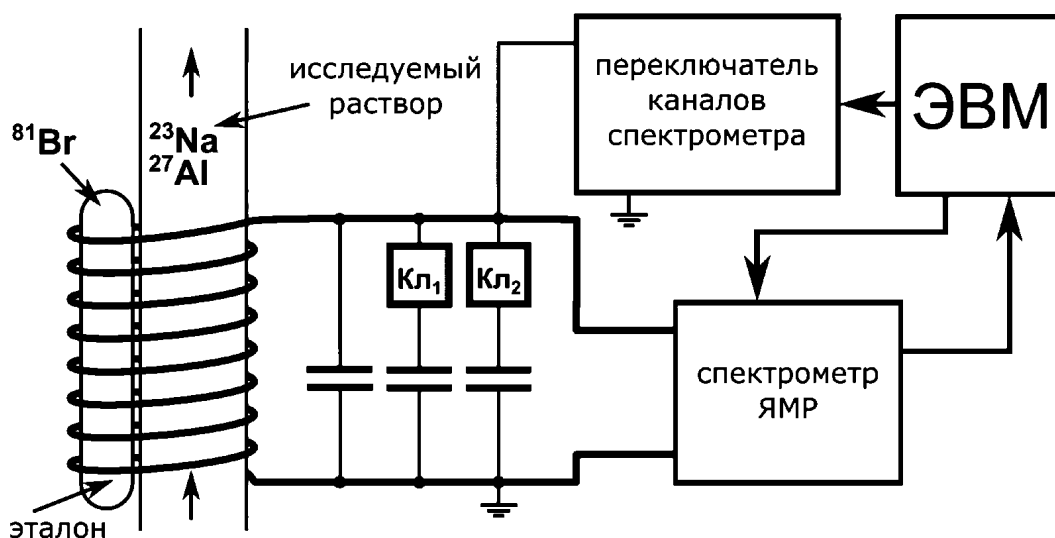 исследуемый
раствор
⁸¹Br
²³Na
²⁷Al
эталон
Кл₁
Кл₂
переключатель
каналов
спектрометра
ЭВМ
спектрометр
ЯМР